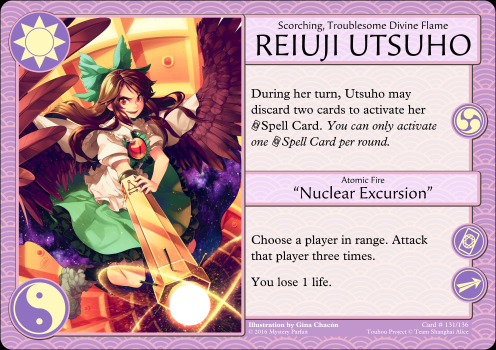 Scorching, Troublesome Divine Flame
REIUJI UTSUHO
During her turn, Utsuho may
discard two cards to activate her
Spell Card. You can only activate
one Spell Card per round.
Atomic Fire
“Nuclear Excursion”
Choose a player in range. Attack
that player three times.
You lose 1 life.
Illustration by Gina Chacón
© 2016 Mystery Parfait
Card # 131/136
Touhou Project © Team Shanghai Alice